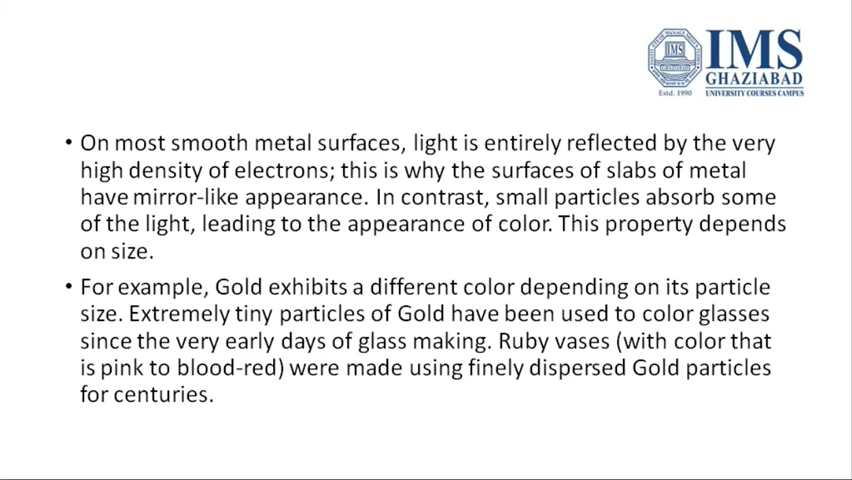 IMS
GHAZIABAD
Estd. 1990 UNIVERSITY COURSES CAMPUS
• On most smooth metal surfaces, light is entirely reflected by the very
high density of electrons; this is why the surfaces of slabs of metal
have mirror-like appearance. In contrast, small particles absorb some
of the light, leading to the appearance of color. This property depends
on size.
• For example, Gold exhibits a different color depending on its particle
size. Extremely tiny particles of Gold have been used to color glasses
since the very early days of glass making. Ruby vases (with color that
is pink to blood-red) were made using finely dispersed Gold particles
for centuries.